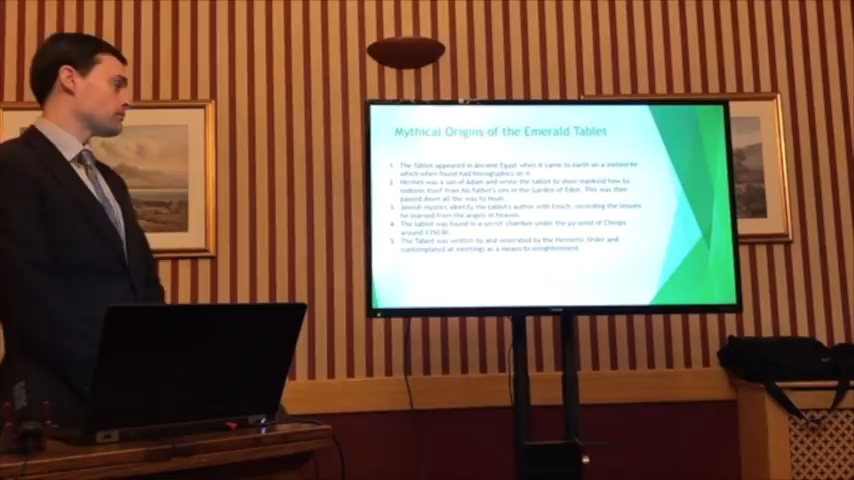 Mythical Origins of the Emerald Tablet
1. The Tablet appeared in Ancient Egypt when it came to earth on a meteorite
which when found had hieroglyphics on it
2. Hermes was a son of Adam and wrote the tablet to show mankind how to
redeem itself from his father's sins in the Garden of Eden. This was then
passed down all the way to Noah.
3. Jewish mystics identify the tablet's author with Enoch, recording the lessons
he learned from the angels in heaven.
4. The tablet was found in a secret chamber under the pyramid of Cheops
around 1350 BC
5. The Tablet was written by and venerated by the Hermetic Order and
contemplated at meetings as a means to enlightenment.